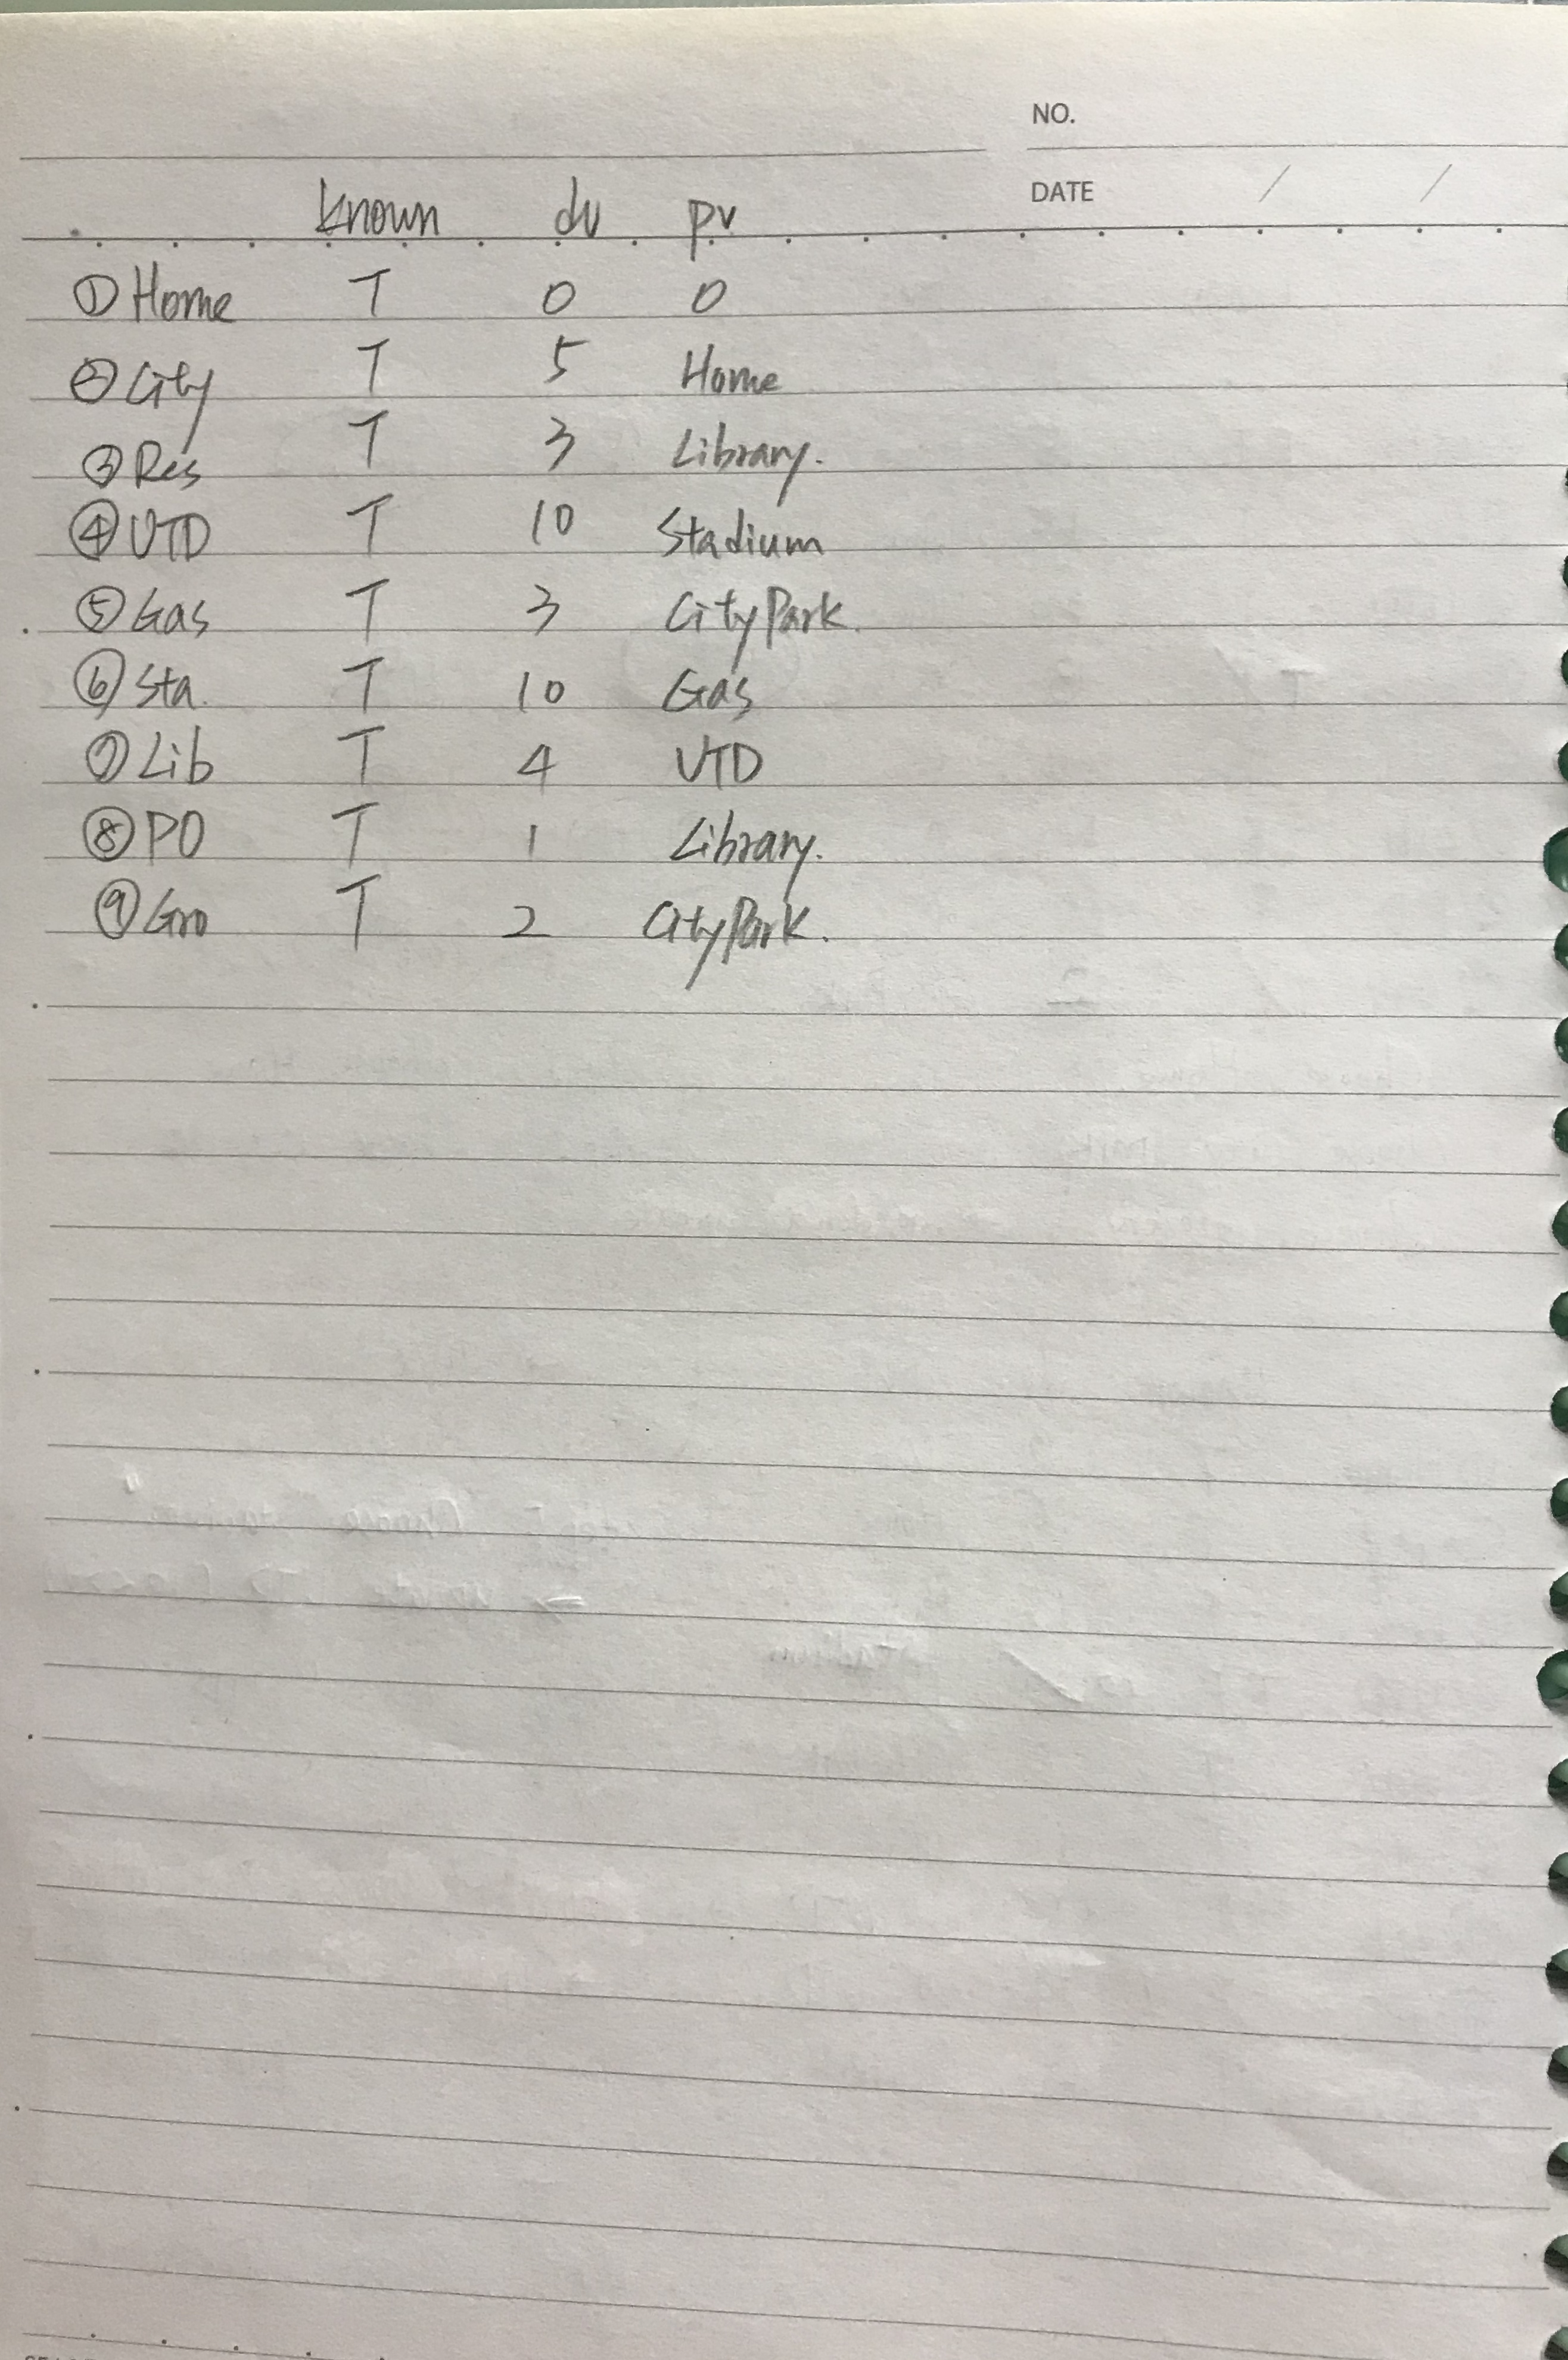 NO.
DATE / /
known dv pv
① Home T 0 0
② City T 5 Home
③ Res T 3 Library.
④ UTD T 10 Stadium
⑤ Gas T 3 CityPark.
⑥ Sta. T 10 Gas
⑦ Lib T 4 UTD
⑧ PO T 1 Library.
⑨ Gro T 2 CityPark.